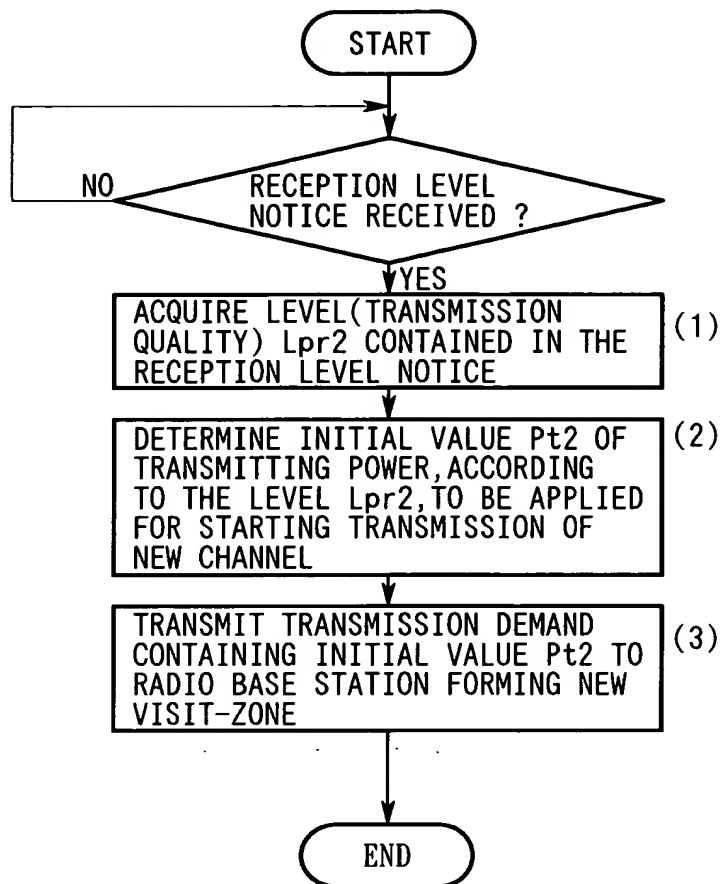 START
RECEPTION LEVEL
NOTICE RECEIVED ?
NO
YES
ACQUIRE LEVEL(TRANSMISSION
QUALITY) Lpr2 CONTAINED IN THE
RECEPTION LEVEL NOTICE
(1)
DETERMINE INITIAL VALUE Pt2 OF
TRANSMITTING POWER,ACCORDING
TO THE LEVEL Lpr2,TO BE APPLIED
FOR STARTING TRANSMISSION OF
NEW CHANNEL
(2)
TRANSMIT TRANSMISSION DEMAND
CONTAINING INITIAL VALUE Pt2 TO
RADIO BASE STATION FORMING NEW
VISIT-ZONE
(3)
END